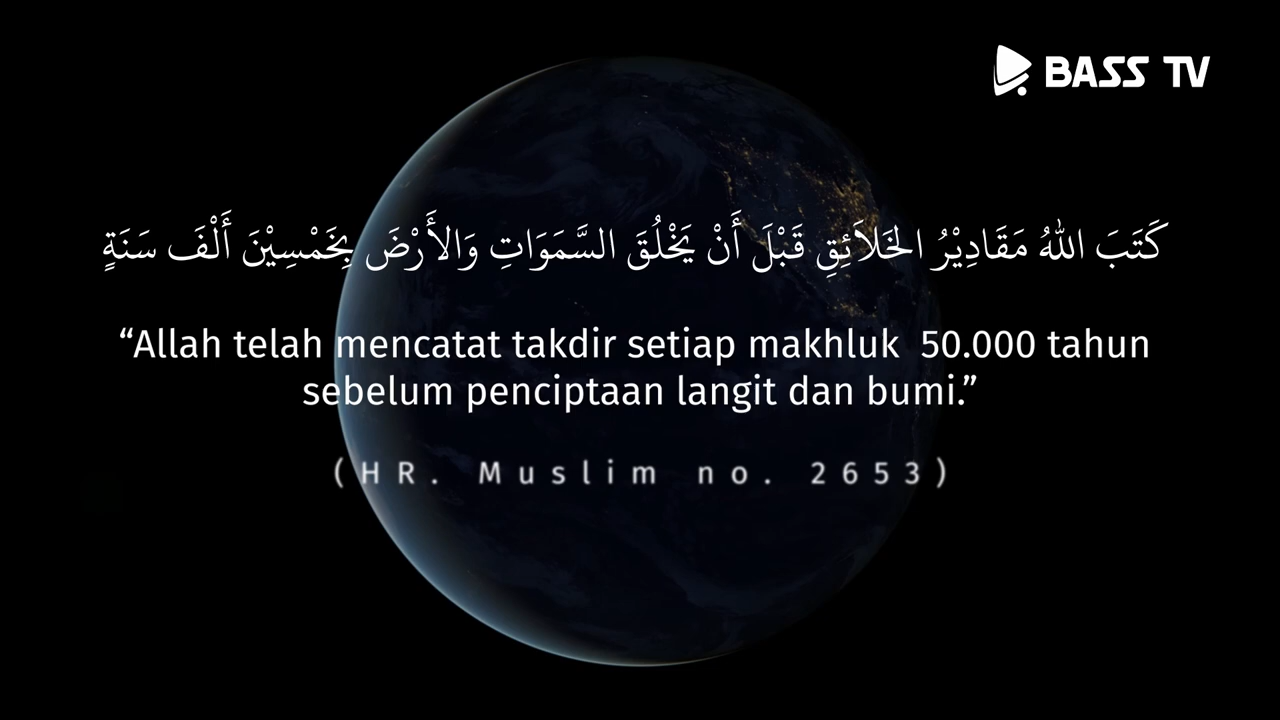 BASS TV
كَتَبَ اللهُ مَقَادِيْرُ الخَلَائِقِ قَبْلَ أَنْ يَخْلُقَ السَّمَوَاتِ وَالأَرْضَ بِخَمْسِيْنَ أَلْفَ سَنَةٍ
“Allah telah mencatat takdir setiap makhluk 50.000 tahun
sebelum penciptaan langit dan bumi.”
(HR. Muslim no. 2653)